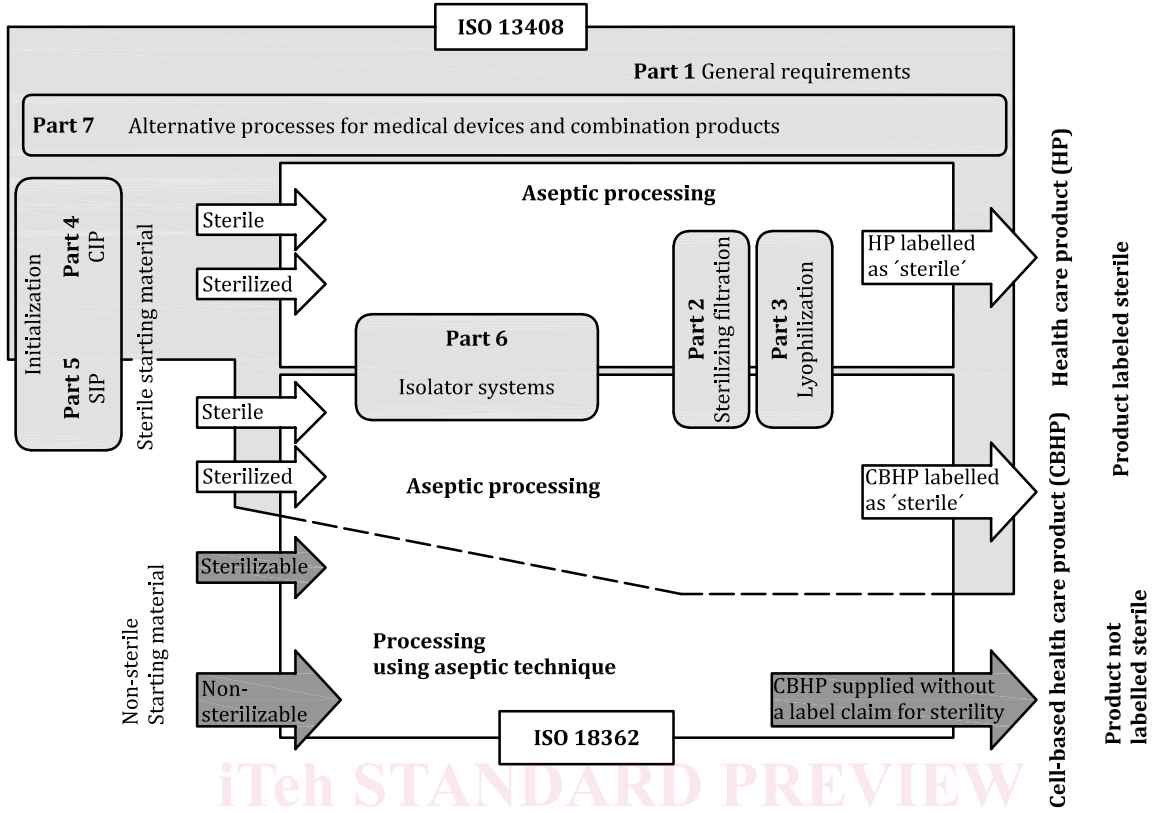 ISO 13408
Part 1 General requirements
Part 7 Alternative processes for medical devices and combination products
Initialization
Part 4
CIP
Part 5
SIP
Sterile starting material
Sterile
Sterilized
Aseptic processing
Part 6
Isolator systems
Part 2
Sterilizing filtration
Part 3
Lyophilization
HP labelled
as ´sterile´
Health care product (HP)
Product labeled sterile
Sterile
Sterilized
Aseptic processing
CBHP labelled
as ´sterile´
Cell-based health care product (CBHP)
Non-sterile
Starting material
Sterilizable
Non-
sterilizable
Processing
using aseptic technique
CBHP supplied without
a label claim for sterility
Product not
labelled sterile
ISO 18362
iTeh STANDARD PREVIEW